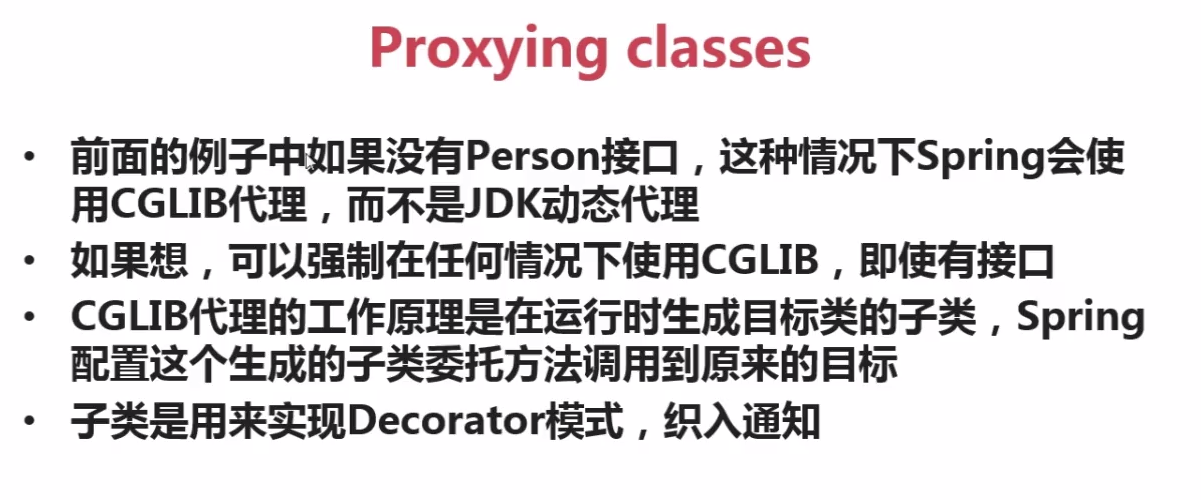 Proxying classes
• 前面的例子中如果没有Person接口，这种情况下Spring会使
用CGLIB代理，而不是JDK动态代理
• 如果想，可以强制在任何情况下使用CGLIB，即使有接口
• CGLIB代理的工作原理是在运行时生成目标类的子类，Spring
配置这个生成的子类委托方法调用到原来的目标
• 子类是用来实现Decorator模式，织入通知